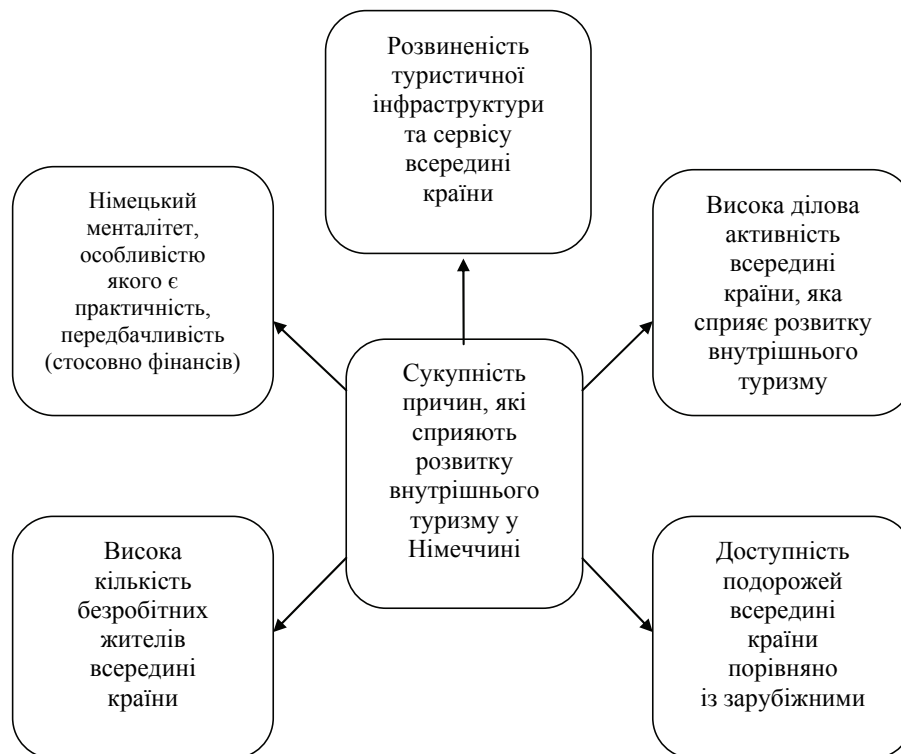 Розвиненість
туристичної
інфраструктури
та сервісу
всередині
країни
Німецький
менталітет,
особливістю
якого є
практичність,
передбачливість
(стосовно фінансів)
Висока ділова
активність
всередині
країни, яка
сприяє розвитку
внутрішнього
туризму
Сукупність
причин, які
сприяють
розвитку
внутрішнього
туризму у
Німеччині
Висока
кількість
безробітних
жителів
всередині
країни
Доступність
подорожей
всередині
країни
порівняно
із зарубіжними